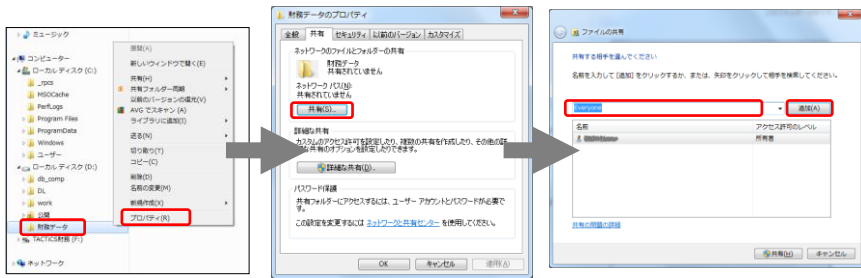 ミュージック
コンピューター
ローカル ディスク (C:)
_rpcs
MSOCache
PerfLogs
Program Files
ProgramData
Windows
ユーザー
ローカル ディスク (D:)
db_comp
DL
work
公開
財務データ
TACTiCS財務 (F:)
ネットワーク
展開(A)
新しいウィンドウで開く(E)
共有(H)
共有フォルダー同期
以前のバージョンの復元(V)
AVG でスキャン(A)
ライブラリに追加(I)
送る(N)
切り取り(T)
コピー(C)
削除(D)
名前の変更(M)
新規作成(X)
プロパティ(R)
財務データのプロパティ
全般 共有 セキュリティ 以前のバージョン カスタマイズ
ネットワークのファイルとフォルダーの共有
財務データ
共有されていません
ネットワーク パス(N):
共有されていません
共有(S)...
詳細な共有
カスタムのアクセス許可を設定したり、複数の共有を作成したり、その他の詳
細な共有のオプションを設定したりできます。
詳細な共有(D)...
パスワード保護
共有フォルダーにアクセスするには、ユーザー アカウントとパスワードが必要で
す。
この設定を変更するには ネットワークと共有センター を使用してください。
OK キャンセル 適用(A)
ファイルの共有
共有する相手を選んでください
名前を入力して [追加] をクリックするか、または、矢印をクリックして相手を検索してください。
Everyone 追加(A)
名前 アクセス許可のレベル
所有者
共有の問題の詳細
共有(H) キャンセル